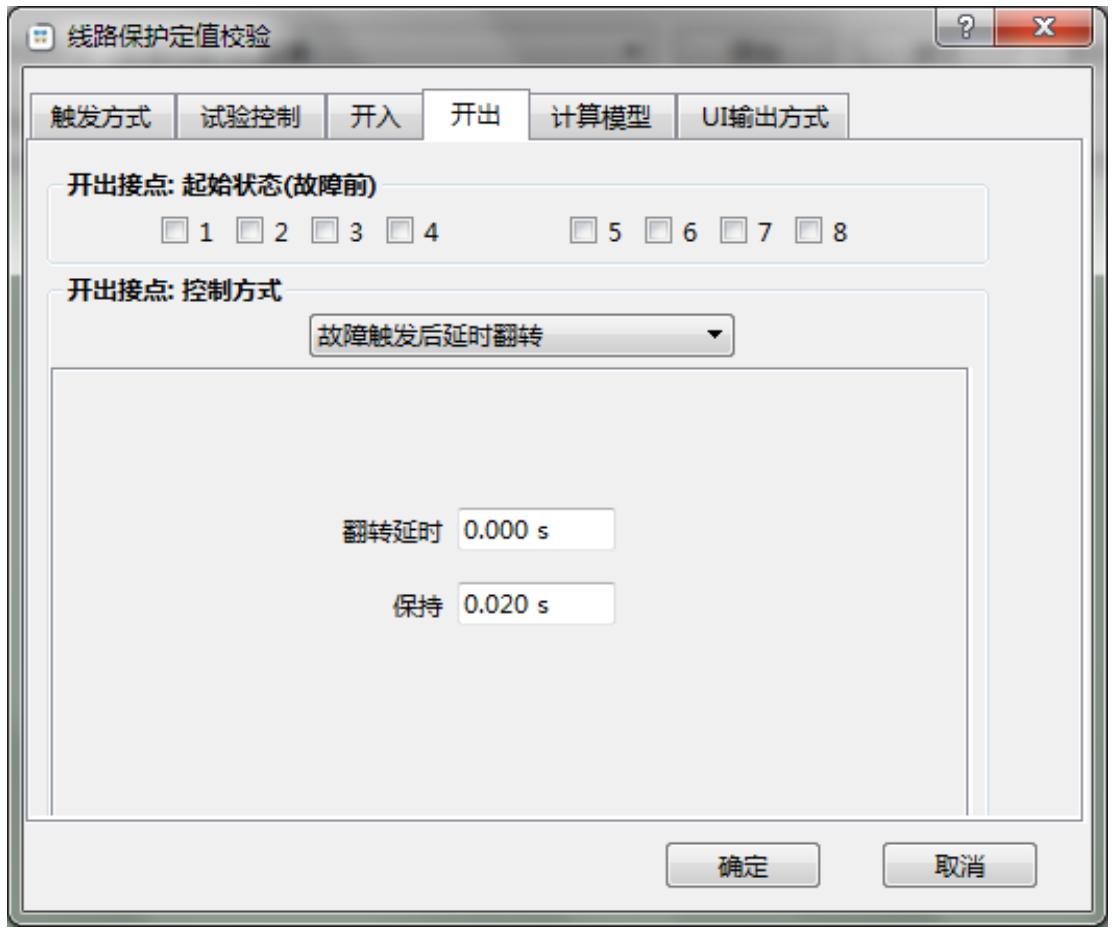 线路保护定值校验
触发方式 试验控制 开入 开出 计算模型 UI输出方式
开出接点: 起始状态(故障前)
1 2 3 4 5 6 7 8
开出接点: 控制方式
故障触发后延时翻转
翻转延时 0.000 s
保持 0.020 s
确定 取消